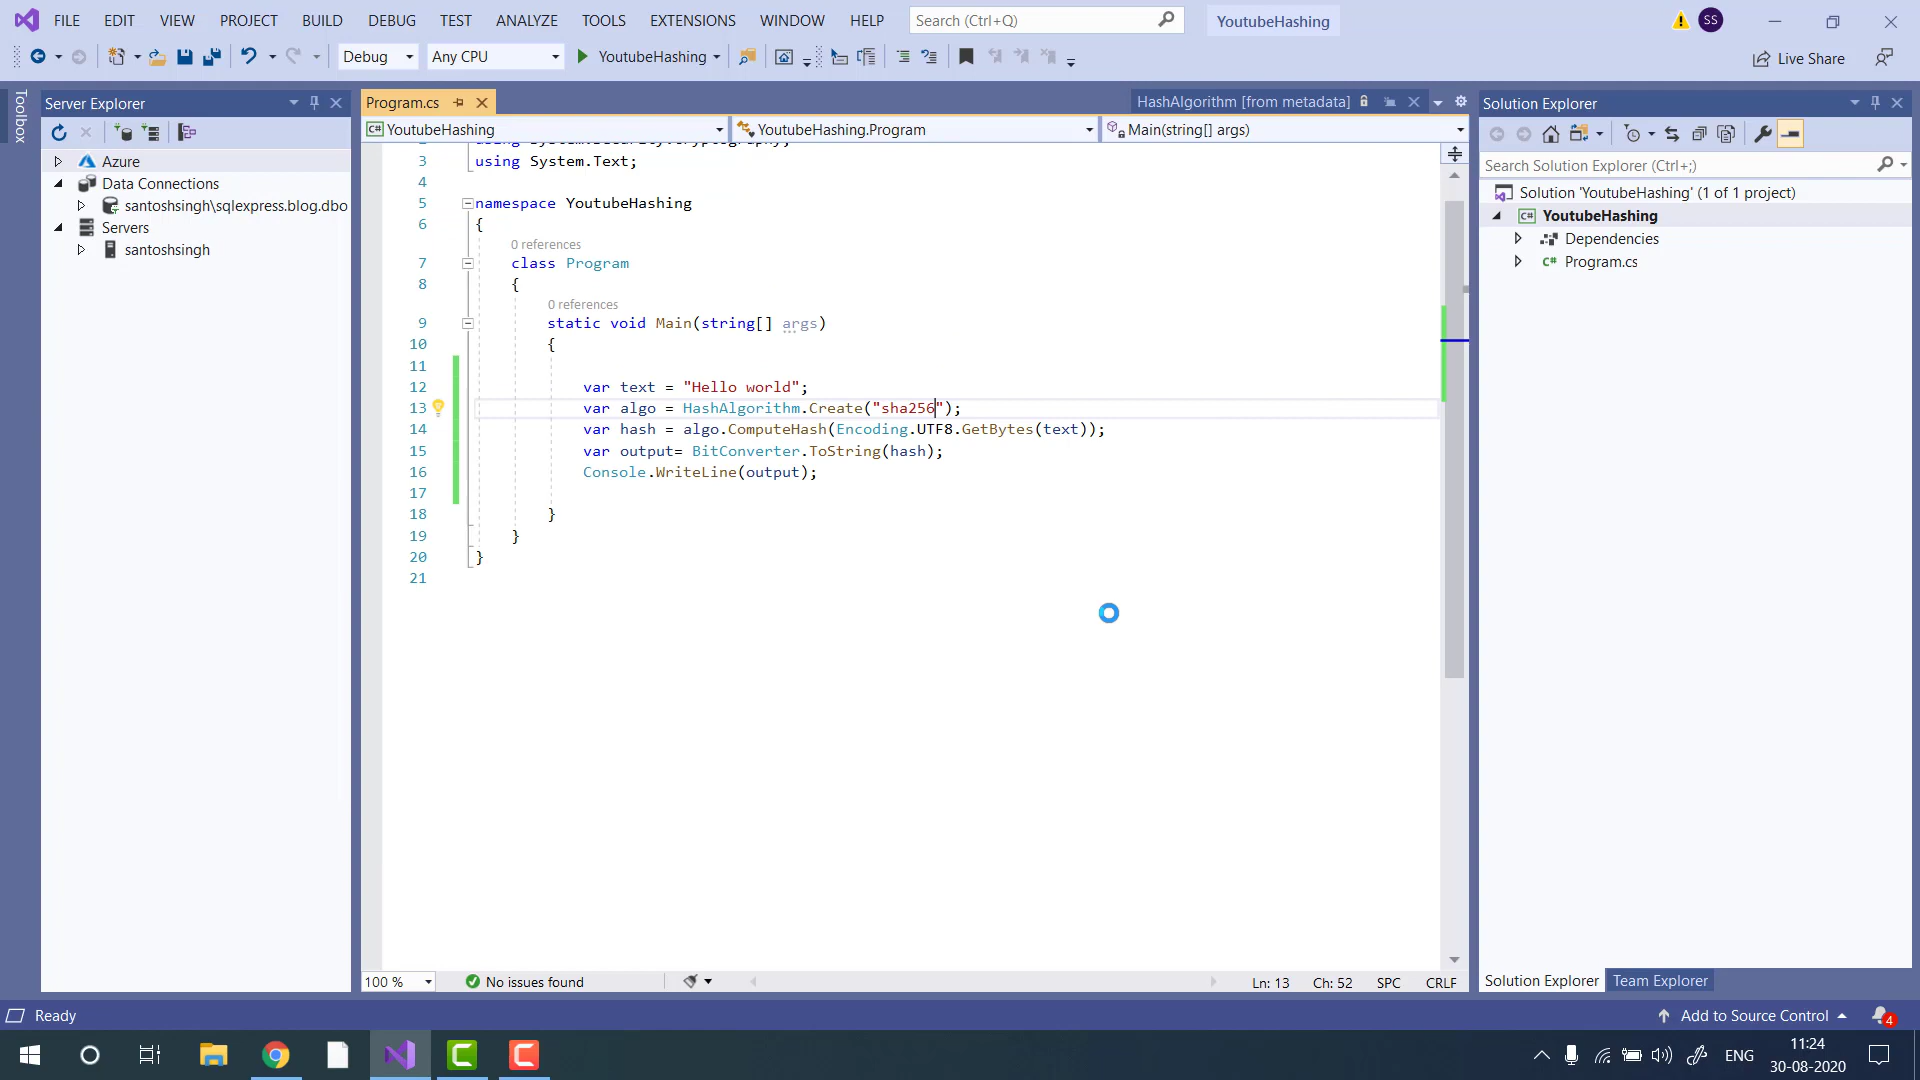 FILE EDIT VIEW PROJECT BUILD DEBUG TEST ANALYZE TOOLS EXTENSIONS WINDOW HELP Search (Ctrl+Q) YoutubeHashing SS
Debug Any CPU YoutubeHashing Live Share
Toolbox
Server Explorer
Azure
Data Connections
santoshsingh\sqlexpress.blog.dbo
Servers
santoshsingh
Program.cs HashAlgorithm [from metadata]
C# YoutubeHashing YoutubeHashing.Program Main(string[] args)
2 using System.Security.Cryptography;
3 using System.Text;
4
5 namespace YoutubeHashing
6 {
0 references
7 class Program
8 {
0 references
9 static void Main(string[] args)
10 {
11
12 var text = "Hello world";
13 var algo = HashAlgorithm.Create("sha256");
14 var hash = algo.ComputeHash(Encoding.UTF8.GetBytes(text));
15 var output= BitConverter.ToString(hash);
16 Console.WriteLine(output);
17
18 }
19 }
20 }
21
100 % No issues found Ln: 13 Ch: 52 SPC CRLF
Solution Explorer
Search Solution Explorer (Ctrl+;)
Solution 'YoutubeHashing' (1 of 1 project)
C# YoutubeHashing
Dependencies
C# Program.cs
Solution Explorer Team Explorer
Ready Add to Source Control 4
ENG 11:24
30-08-2020